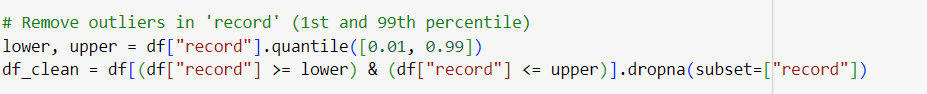 # Remove outliers in 'record' (1st and 99th percentile)
lower, upper = df["record"].quantile([0.01, 0.99])
df_clean = df[(df["record"] >= lower) & (df["record"] <= upper)].dropna(subset=["record"])